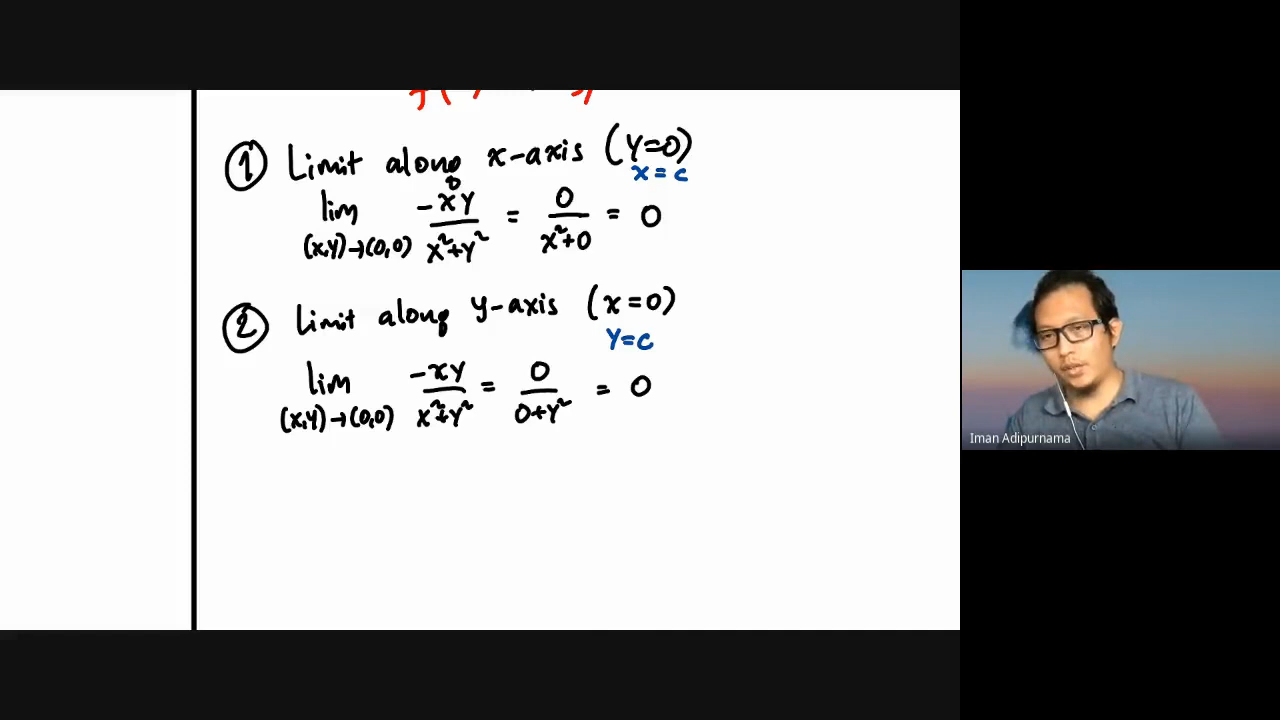 ① Limit along x-axis (y=0)
x = c
0
lim -xy / x²+y² = 0 / x²+0 = 0
(x,y)→(0,0)
② Limit along y-axis (x=0)
y=c
lim -xy / x²+y² = 0 / 0+y² = 0
(x,y)→(0,0)
Iman Adipurnama